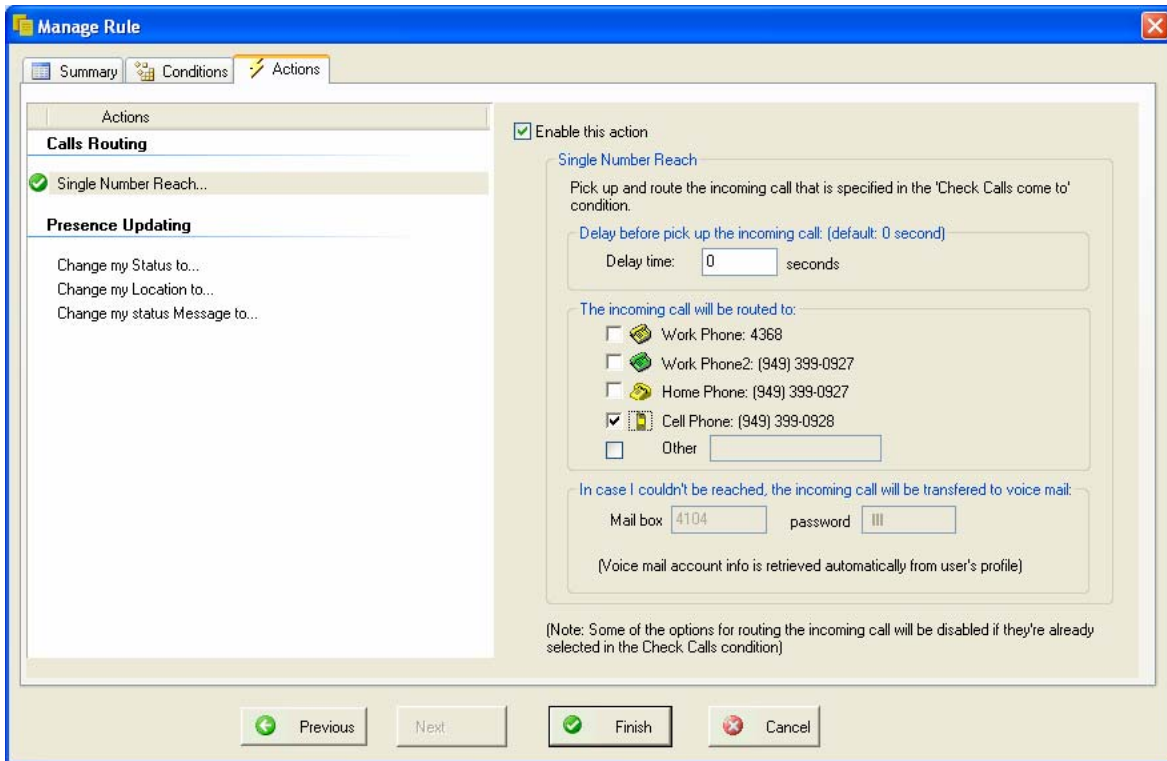 Manage Rule
Summary
Conditions
Actions
Actions
Calls Routing
Single Number Reach...
Presence Updating
Change my Status to...
Change my Location to...
Change my status Message to...
Enable this action
Single Number Reach
Pick up and route the incoming call that is specified in the 'Check Calls come to'
condition.
Delay before pick up the incoming call: (default: 0 second)
Delay time: 0 seconds
The incoming call will be routed to:
Work Phone: 4368
Work Phone2: (949) 399-0927
Home Phone: (949) 399-0927
Cell Phone: (949) 399-0928
Other
In case I couldn't be reached, the incoming call will be transfered to voice mail:
Mail box 4104 password
(Voice mail account info is retrieved automatically from user's profile)
(Note: Some of the options for routing the incoming call will be disabled if they're already
selected in the Check Calls condition)
Previous
Next
Finish
Cancel